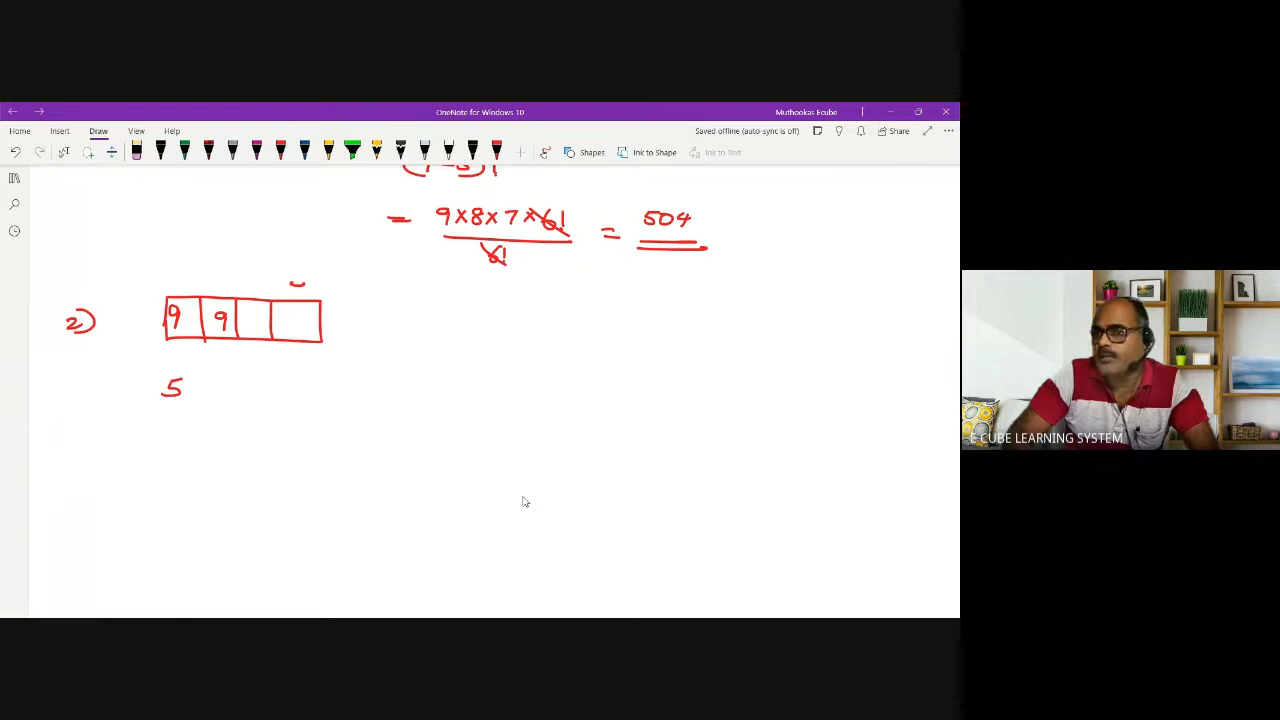 OneNote for Windows 10
Muthookas Ecube
Home Insert Draw View Help
Saved offline (auto-sync is off)
Share
Shapes
Ink to Shape
Ink to Text
= 9×8×7×6! / 6! = 504
2) 9 9
5
E CUBE LEARNING SYSTEM